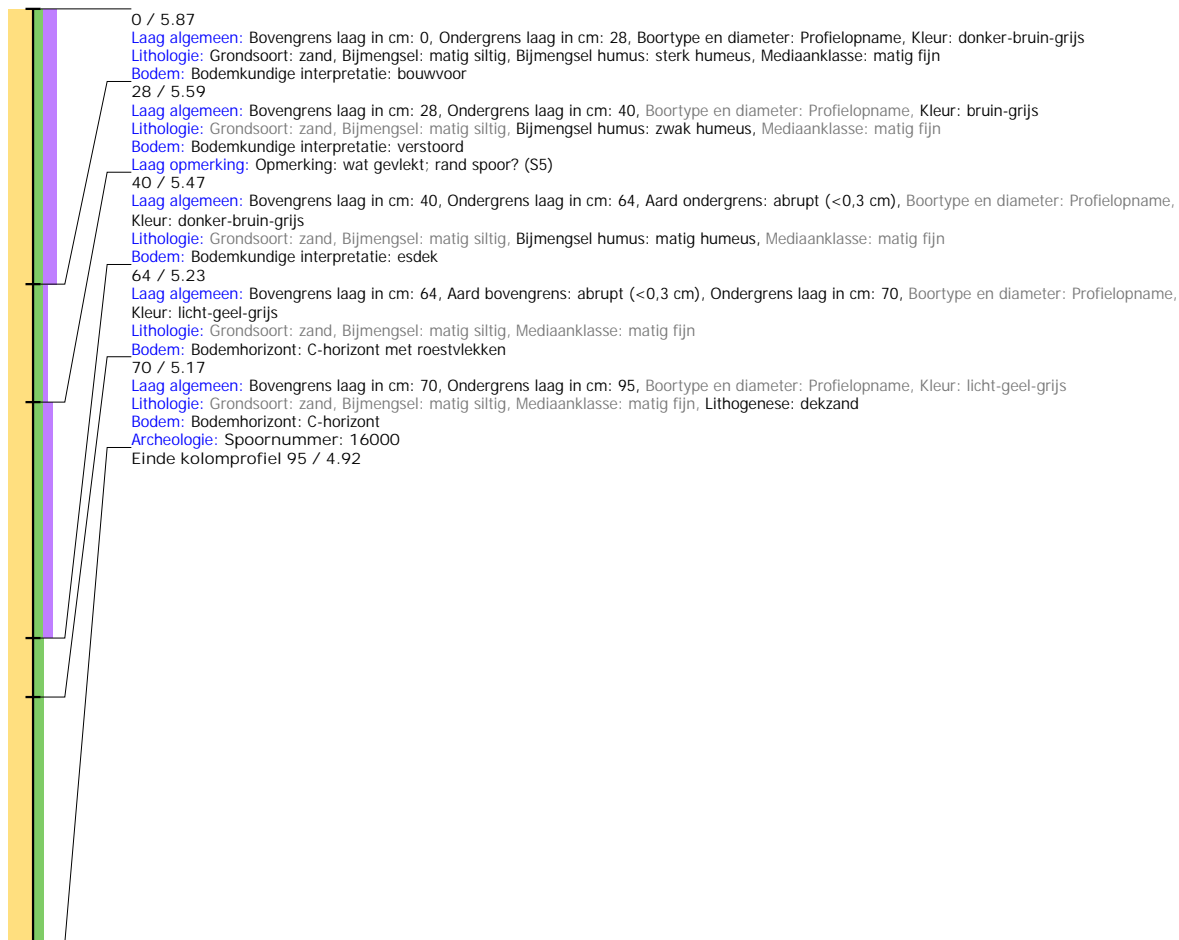 0 / 5.87
Laag algemeen: Bovengrens laag in cm: 0, Ondergrens laag in cm: 28, Boortype en diameter: Profielopname, Kleur: donker-bruin-grijs
Lithologie: Grondsoort: zand, Bijmengsel: matig siltig, Bijmengsel humus: sterk humeus, Mediaanklasse: matig fijn
Bodem: Bodemkundige interpretatie: bouwvoor
28 / 5.59
Laag algemeen: Bovengrens laag in cm: 28, Ondergrens laag in cm: 40, Boortype en diameter: Profielopname, Kleur: bruin-grijs
Lithologie: Grondsoort: zand, Bijmengsel: matig siltig, Bijmengsel humus: zwak humeus, Mediaanklasse: matig fijn
Bodem: Bodemkundige interpretatie: verstoord
Laag opmerking: Opmerking: wat gevlekt; rand spoor? (S5)
40 / 5.47
Laag algemeen: Bovengrens laag in cm: 40, Ondergrens laag in cm: 64, Aard ondergrens: abrupt (<0,3 cm), Boortype en diameter: Profielopname,
Kleur: donker-bruin-grijs
Lithologie: Grondsoort: zand, Bijmengsel: matig siltig, Bijmengsel humus: matig humeus, Mediaanklasse: matig fijn
Bodem: Bodemkundige interpretatie: esdek
64 / 5.23
Laag algemeen: Bovengrens laag in cm: 64, Aard bovengrens: abrupt (<0,3 cm), Ondergrens laag in cm: 70, Boortype en diameter: Profielopname,
Kleur: licht-geel-grijs
Lithologie: Grondsoort: zand, Bijmengsel: matig siltig, Mediaanklasse: matig fijn
Bodem: Bodemhorizont: C-horizont met roestvlekken
70 / 5.17
Laag algemeen: Bovengrens laag in cm: 70, Ondergrens laag in cm: 95, Boortype en diameter: Profielopname, Kleur: licht-geel-grijs
Lithologie: Grondsoort: zand, Bijmengsel: matig siltig, Mediaanklasse: matig fijn, Lithogenese: dekzand
Bodem: Bodemhorizont: C-horizont
Archeologie: Spoornummer: 16000
Einde kolomprofiel 95 / 4.92